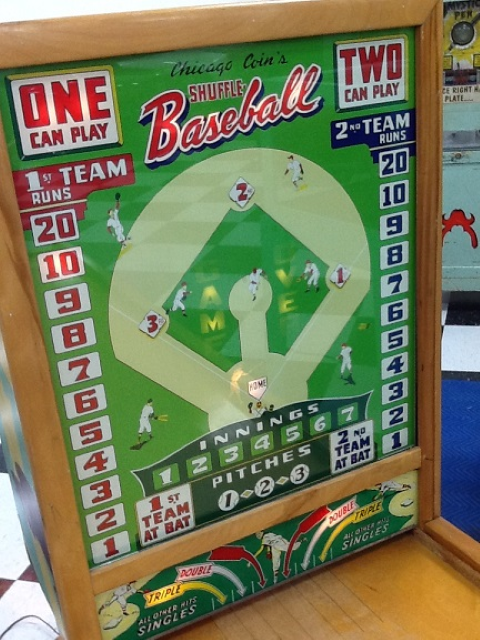 Chicago Coin's
SHUFFLE
Baseball
ONE
CAN PLAY
TWO
CAN PLAY
1ST TEAM
RUNS
20
10
9
8
7
6
5
4
3
2
1
2ND TEAM
RUNS
20
10
9
8
7
6
5
4
3
2
1
2
3
1
GAME
OVER
HOME
INNINGS
1 2 3 4 5 6 7
PITCHES
1 2 3
1ST
TEAM
AT BAT
2ND
TEAM
AT BAT
TRIPLE
DOUBLE
ALL OTHER HITS
SINGLES
DOUBLE
TRIPLE
ALL OTHER HITS
SINGLES
PEN